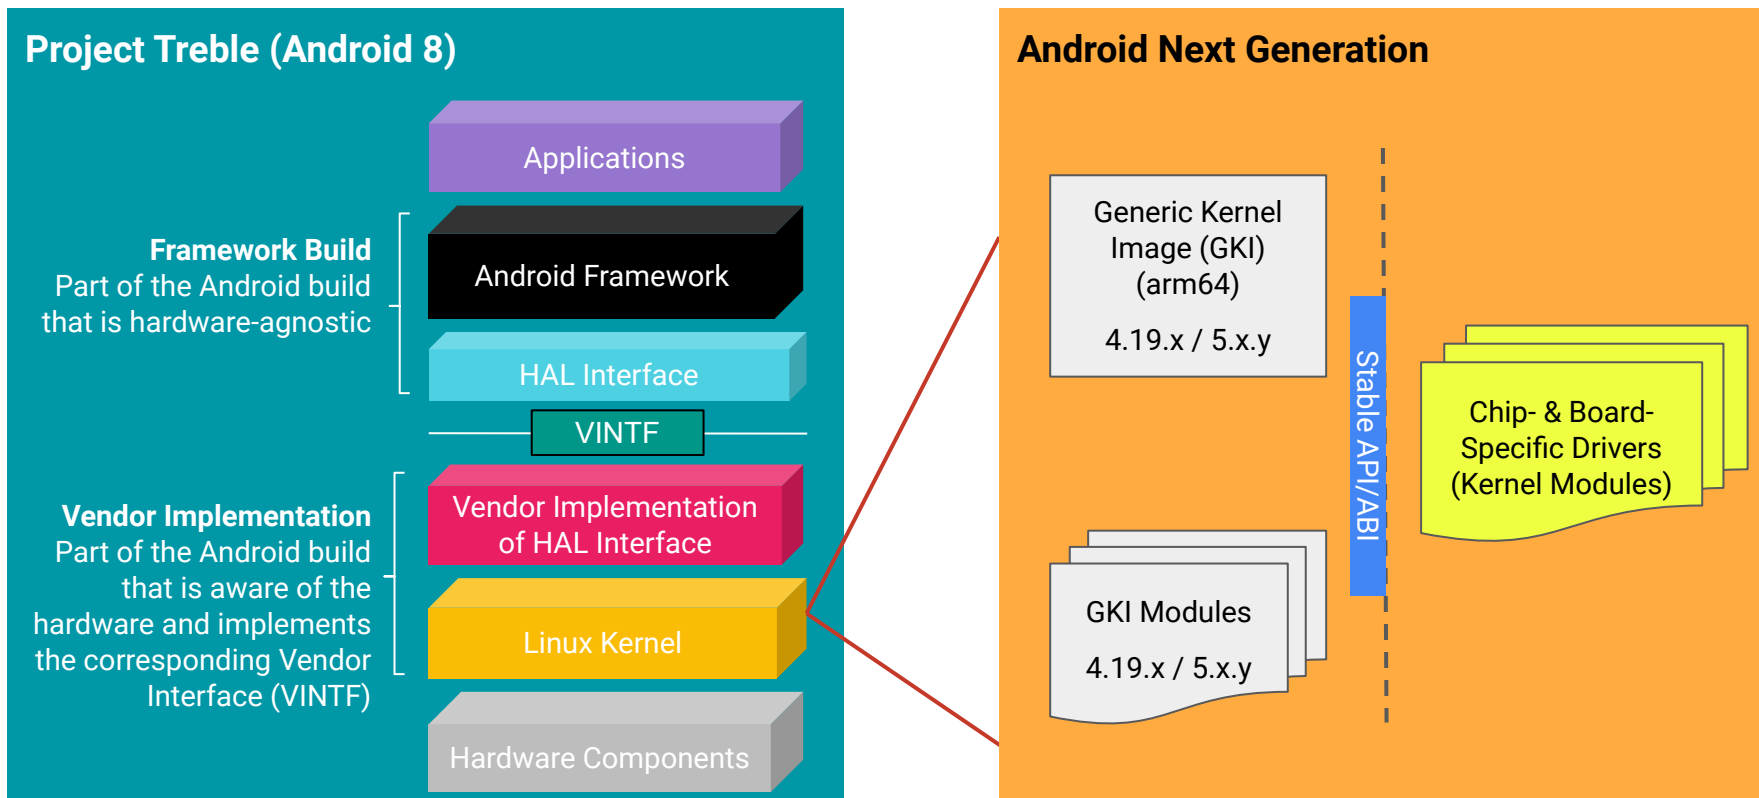 Project Treble (Android 8)
Applications
Framework Build
Part of the Android build
that is hardware-agnostic
Android Framework
HAL Interface
VINTF
Vendor Implementation
Part of the Android build
that is aware of the
hardware and implements
the corresponding Vendor
Interface (VINTF)
Vendor Implementation
of HAL Interface
Linux Kernel
Hardware Components
Android Next Generation
Generic Kernel
Image (GKI)
(arm64)
4.19.x / 5.x.y
GKI Modules
4.19.x / 5.x.y
Stable API/ABI
Chip- & Board-
Specific Drivers
(Kernel Modules)